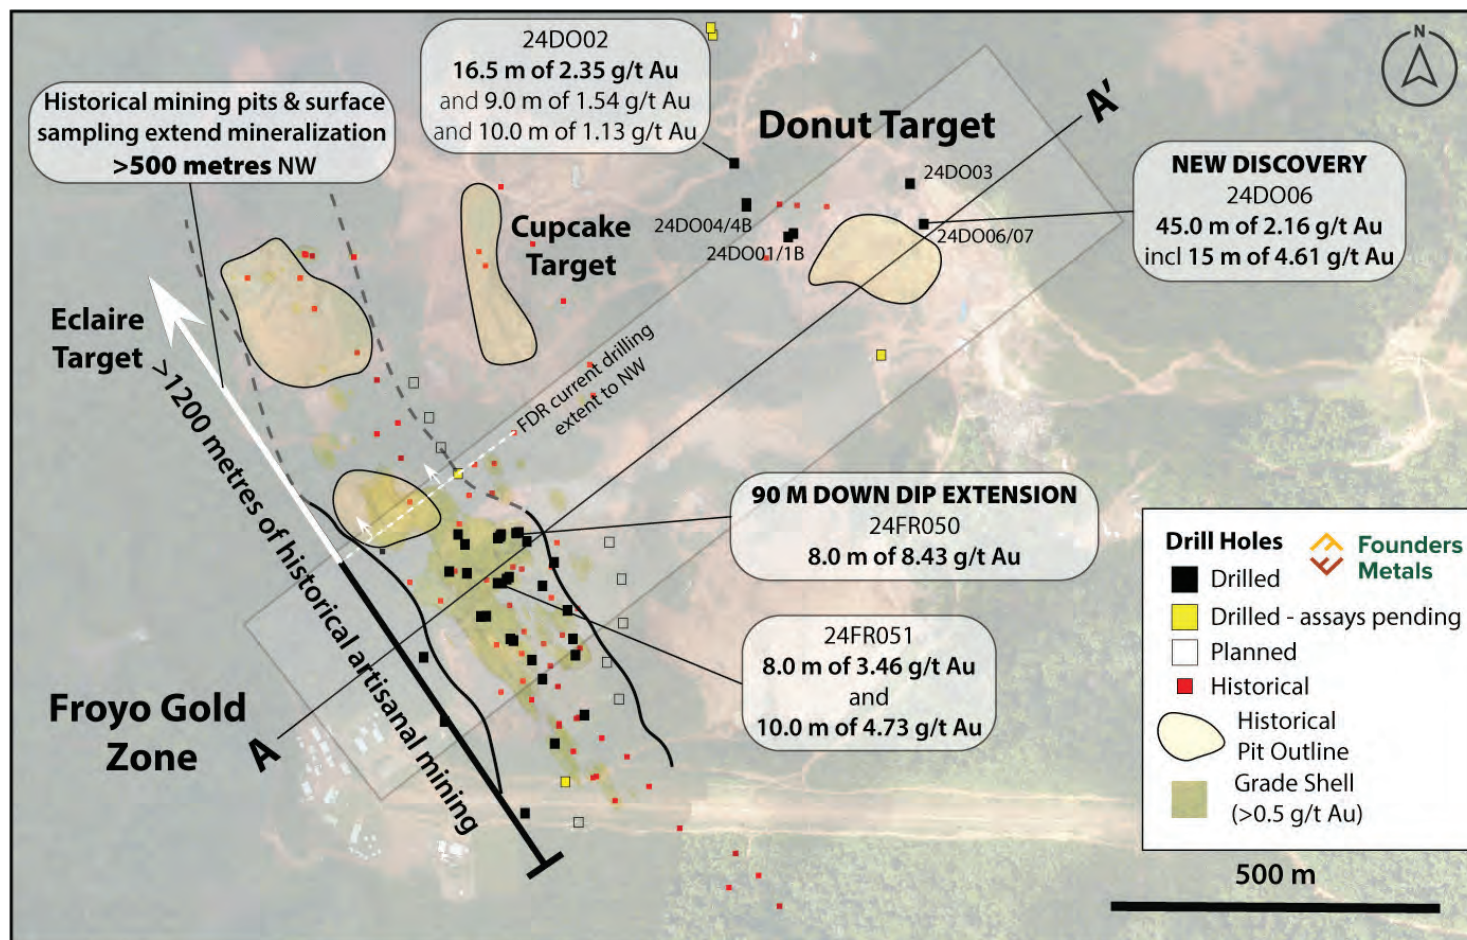 24DO02
16.5 m of 2.35 g/t Au
and 9.0 m of 1.54 g/t Au
and 10.0 m of 1.13 g/t Au
N
Historical mining pits & surface
sampling extend mineralization
>500 metres NW
Donut Target
A'
NEW DISCOVERY
24DO06
45.0 m of 2.16 g/t Au
incl 15 m of 4.61 g/t Au
24DO03
24DO04/4B
24DO01/1B
24DO06/07
Cupcake
Target
Eclaire
Target
FDR current drilling
extent to NW
>1200 metres of historical artisanal mining
90 M DOWN DIP EXTENSION
24FR050
8.0 m of 8.43 g/t Au
24FR051
8.0 m of 3.46 g/t Au
and
10.0 m of 4.73 g/t Au
Froyo Gold
Zone
A
Drill Holes
Founders
Metals
Drilled
Drilled - assays pending
Planned
Historical
Historical
Pit Outline
Grade Shell
(>0.5 g/t Au)
500 m